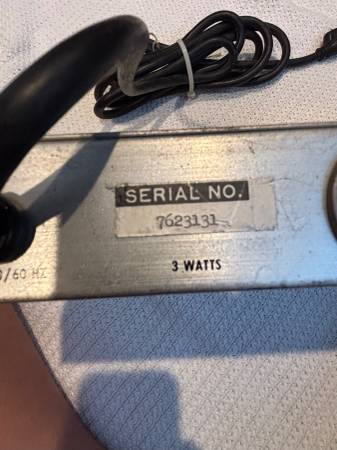 SERIAL NO.
7623131
/60 HZ
3 WATTS